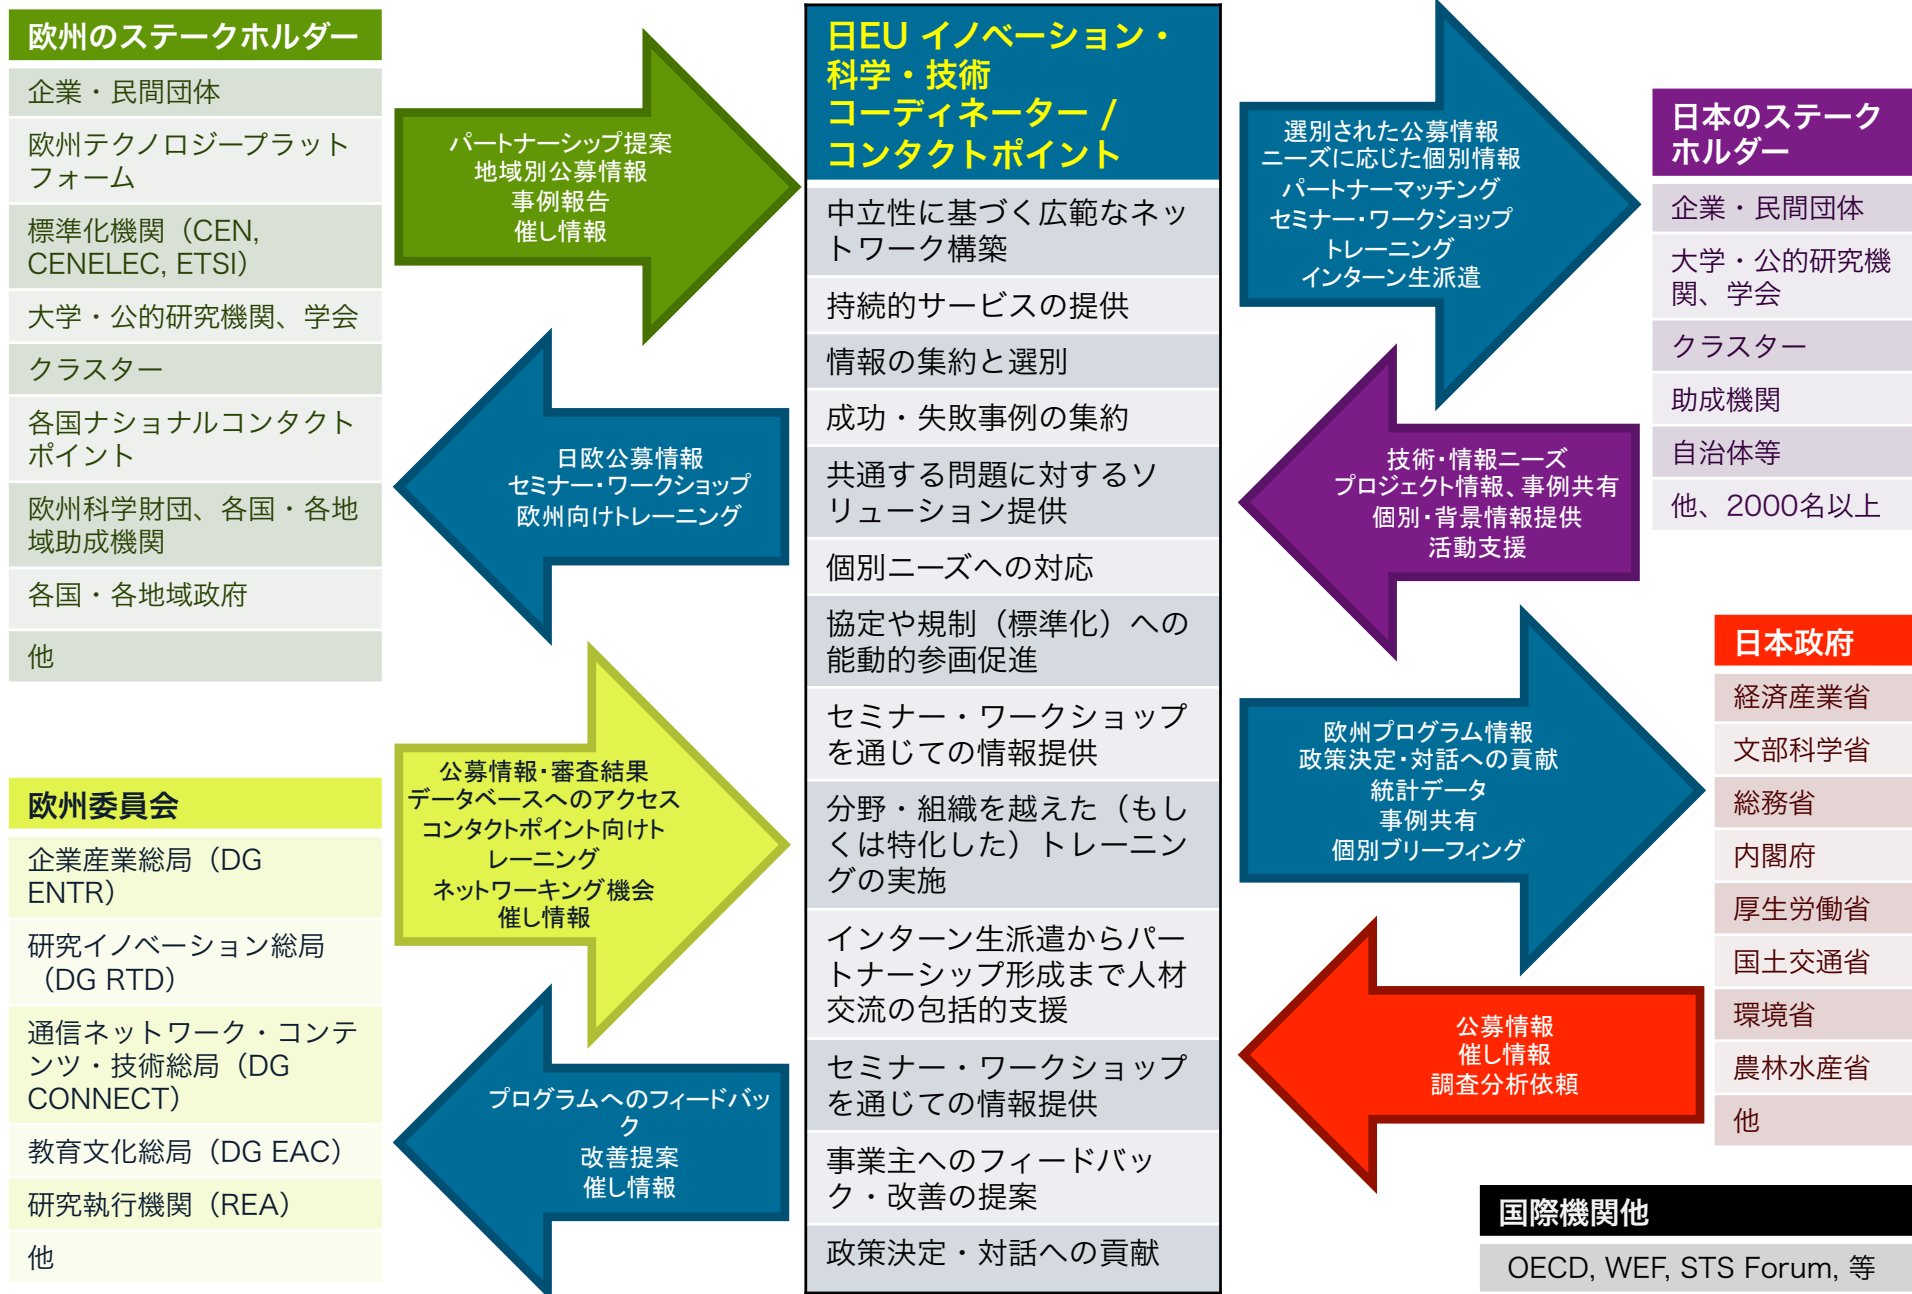 欧州のステークホルダー
企業・民間団体
欧州テクノロジープラット
フォーム
標準化機関（CEN,
CENELEC, ETSI）
大学・公的研究機関、学会
クラスター
各国ナショナルコンタクト
ポイント
欧州科学財団、各国・各地
域助成機関
各国・各地域政府
他
欧州委員会
企業産業総局（DG
ENTR）
研究イノベーション総局
（DG RTD）
通信ネットワーク・コンテ
ンツ・技術総局（DG
CONNECT）
教育文化総局（DG EAC）
研究執行機関（REA）
他
パートナーシップ提案
地域別公募情報
事例報告
催し情報
日欧公募情報
セミナー・ワークショップ
欧州向けトレーニング
公募情報・審査結果
データベースへのアクセス
コンタクトポイント向けト
レーニング
ネットワーキング機会
催し情報
プログラムへのフィードバッ
ク
改善提案
催し情報
日EU イノベーション・
科学・技術
コーディネーター /
コンタクトポイント
中立性に基づく広範なネッ
トワーク構築
持続的サービスの提供
情報の集約と選別
成功・失敗事例の集約
共通する問題に対するソ
リューション提供
個別ニーズへの対応
協定や規制（標準化）への
能動的参画促進
セミナー・ワークショップ
を通じての情報提供
分野・組織を越えた（もし
くは特化した）トレーニン
グの実施
インターン生派遣からパー
トナーシップ形成まで人材
交流の包括的支援
セミナー・ワークショップ
を通じての情報提供
事業主へのフィードバッ
ク・改善の提案
政策決定・対話への貢献
選別された公募情報
ニーズに応じた個別情報
パートナーマッチング
セミナー・ワークショップ
トレーニング
インターン生派遣
技術・情報ニーズ
プロジェクト情報、事例共有
個別・背景情報提供
活動支援
欧州プログラム情報
政策決定・対話への貢献
統計データ
事例共有
個別ブリーフィング
公募情報
催し情報
調査分析依頼
日本のステーク
ホルダー
企業・民間団体
大学・公的研究機
関、学会
クラスター
助成機関
自治体等
他、2000名以上
日本政府
経済産業省
文部科学省
総務省
内閣府
厚生労働省
国土交通省
環境省
農林水産省
他
国際機関他
OECD, WEF, STS Forum, 等